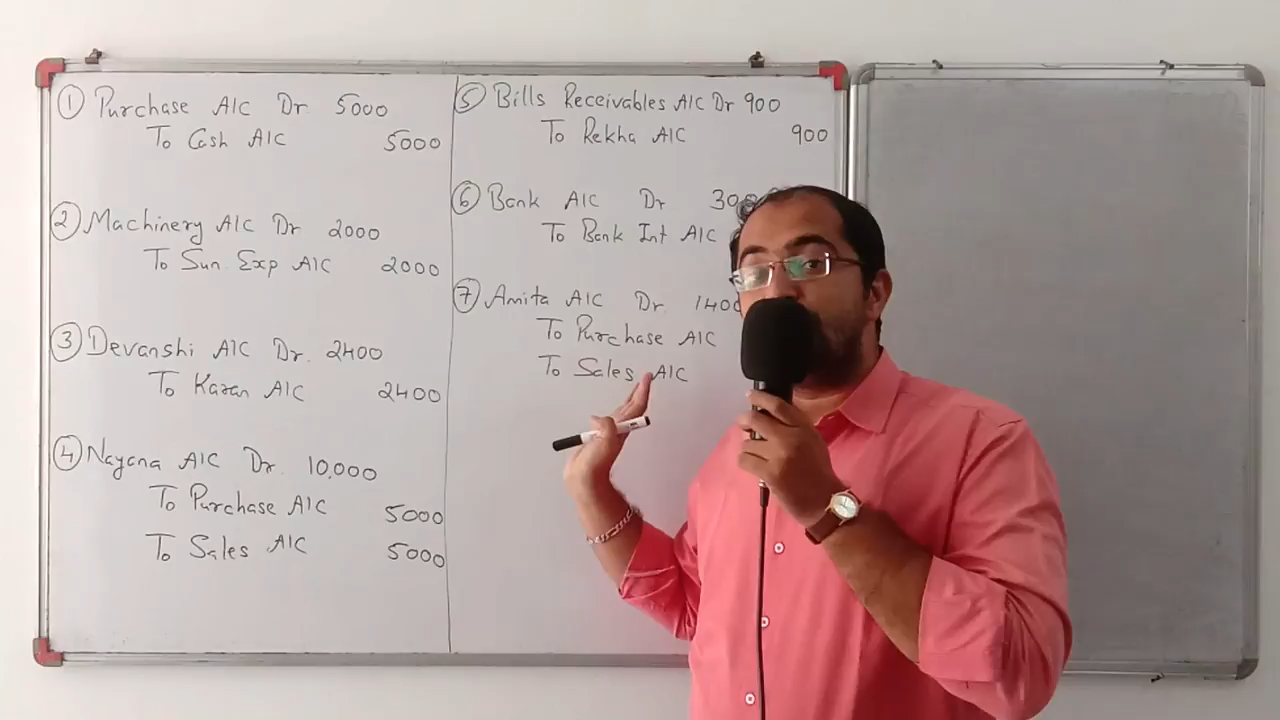 ① Purchase A/C Dr. 5000
To Cash A/C 5000
② Machinery A/C Dr 2000
To Sun. Exp A/C 2000
③ Devanshi A/C Dr. 2400
To Karan A/C 2400
④ Nayana A/C Dr. 10,000
To Purchase A/C 5000
To Sales A/C 5000
⑤ Bills Receivables A/C Dr 900
To Rekha A/C 900
⑥ Bank A/C Dr
To Bank Int A/C
⑦ Amita A/C Dr. 1400
To Purchase A/C
To Sales A/C